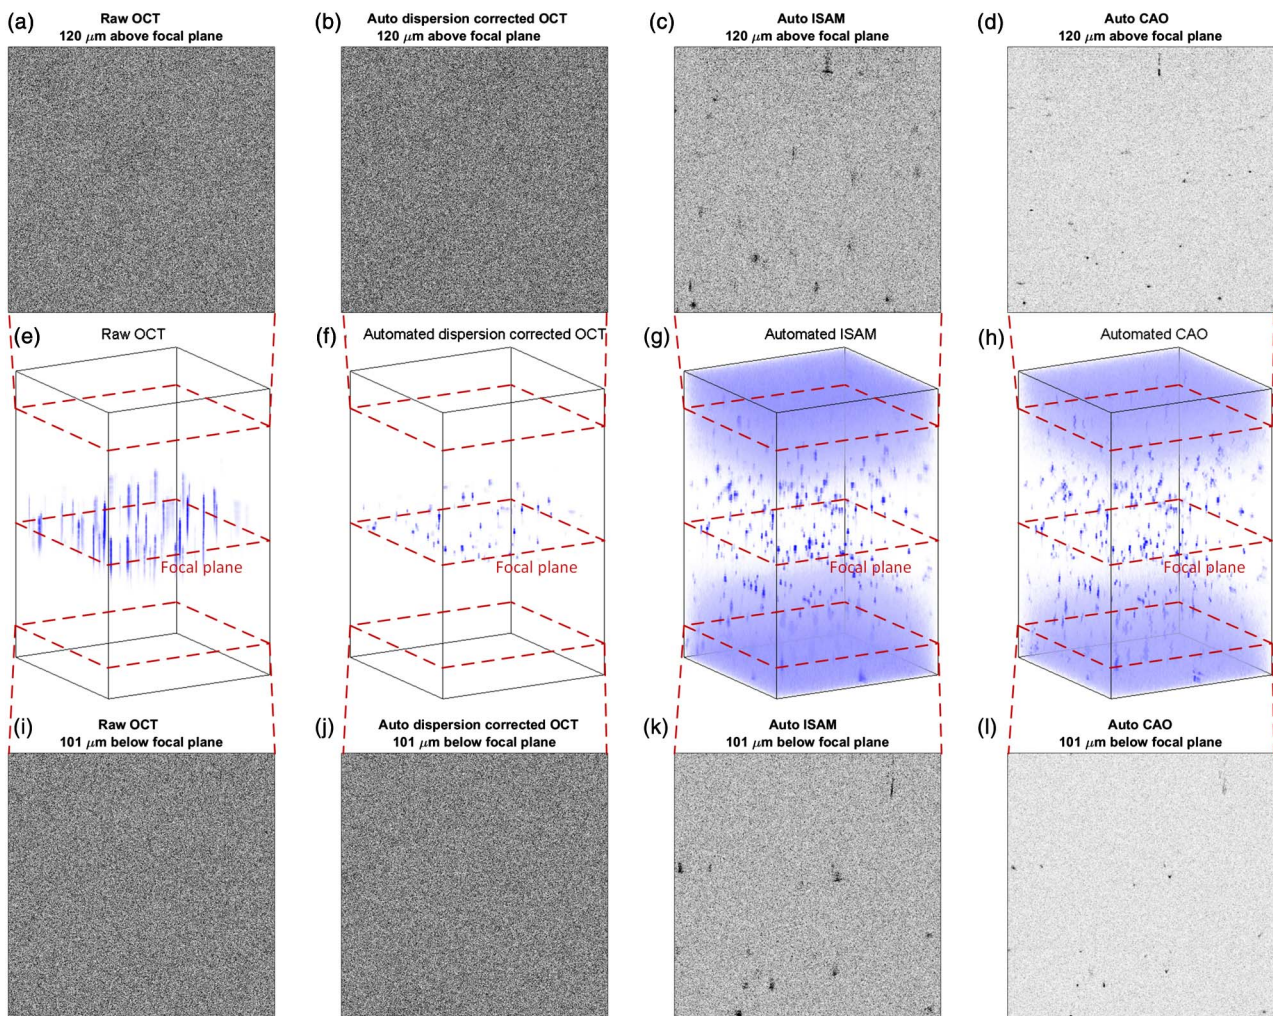 (a) Raw OCT
120 μm above focal plane
(b) Auto dispersion corrected OCT
120 μm above focal plane
(c) Auto ISAM
120 μm above focal plane
(d) Auto CAO
120 μm above focal plane
(e) Raw OCT
Focal plane
(f) Automated dispersion corrected OCT
Focal plane
(g) Automated ISAM
Focal plane
(h) Automated CAO
Focal plane
(i) Raw OCT
101 μm below focal plane
(j) Auto dispersion corrected OCT
101 μm below focal plane
(k) Auto ISAM
101 μm below focal plane
(l) Auto CAO
101 μm below focal plane